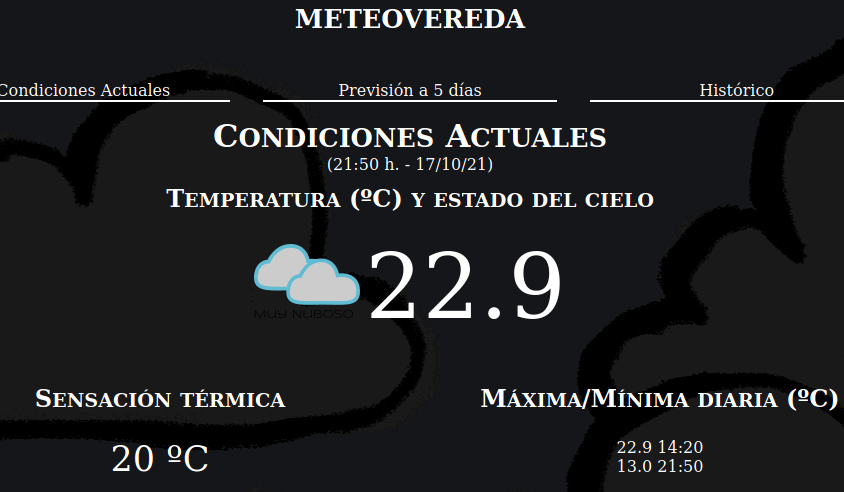 METEOVEREDA
Condiciones Actuales
Previsión a 5 días
Histórico
Condiciones Actuales
(21:50 h. - 17/10/21)
Temperatura (ºC) y estado del cielo
MUY NUBOSO
22.9
Sensación térmica
20 ºC
Máxima/Mínima diaria (ºC)
22.9 14:20
13.0 21:50